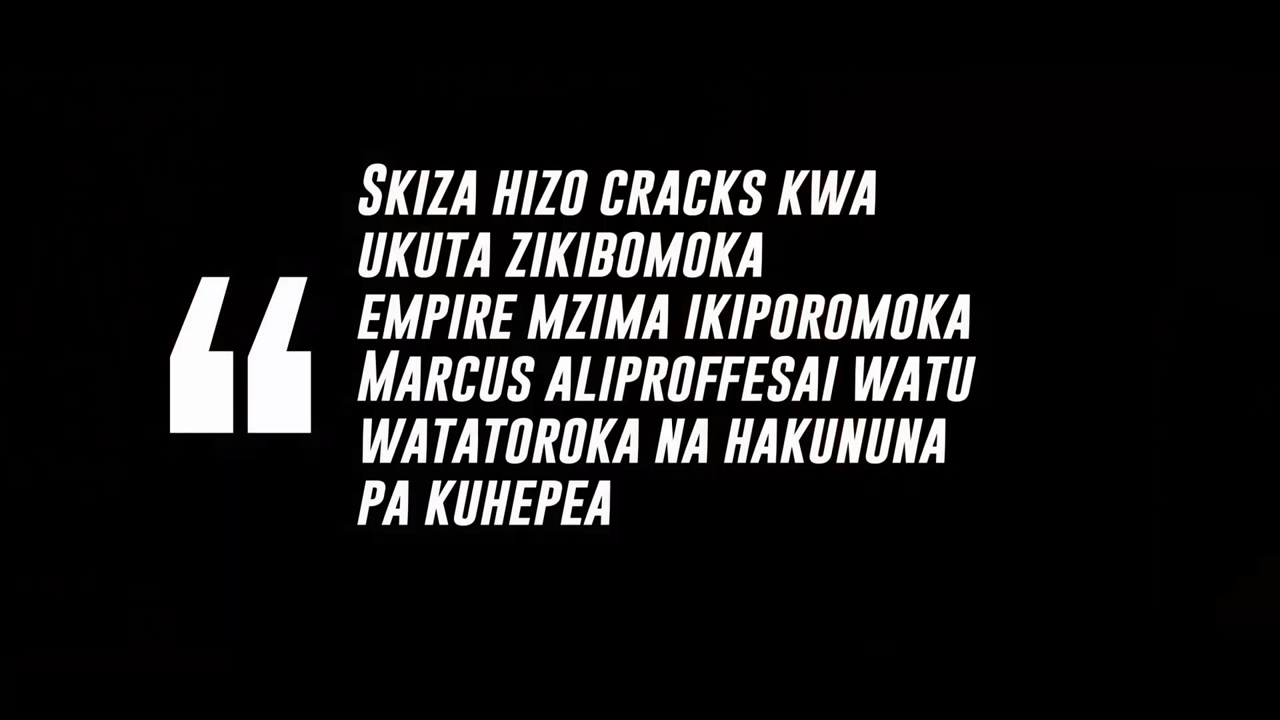 “
Skiza hizo cracks kwa
ukuta zikibomoka
empire mzima ikiporomoka
Marcus aliproffesai watu
watatoroka na hakununa
pa kuhepea